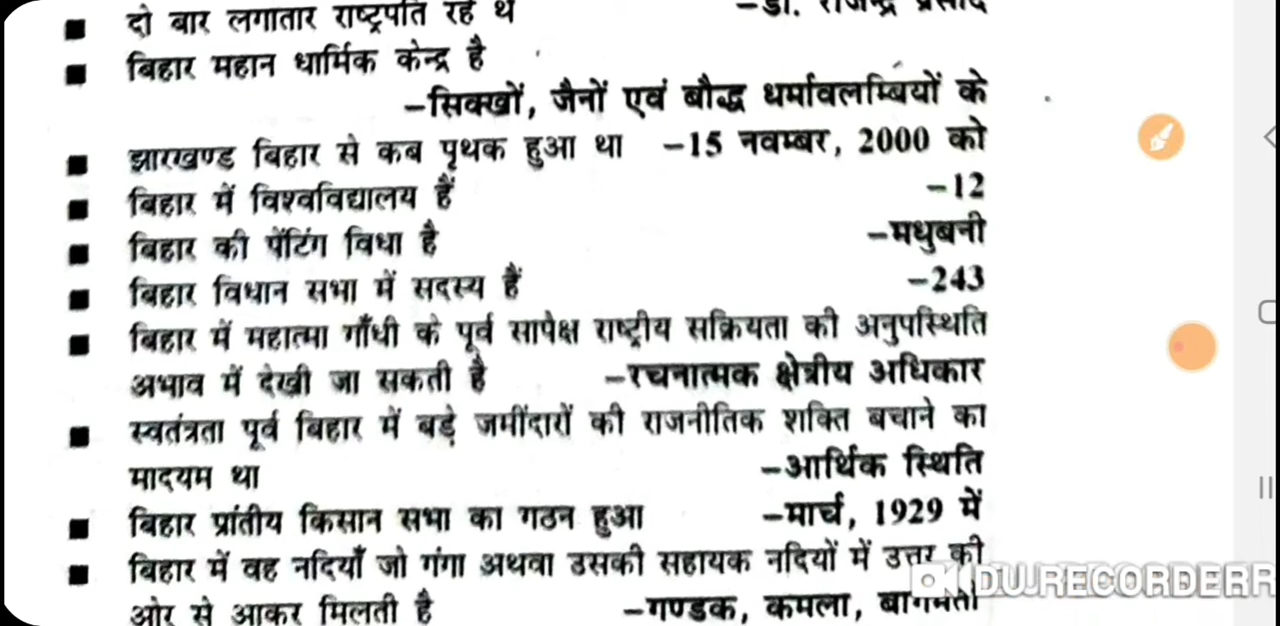 ■ दो बार लगातार राष्ट्रपति रहे थे –डॉ. राजेन्द्र प्रसाद
■ बिहार महान धार्मिक केन्द्र है
–सिक्खों, जैनों एवं बौद्ध धर्मावलम्बियों के
■ झारखण्ड बिहार से कब पृथक हुआ था –15 नवम्बर, 2000 को
■ बिहार में विश्वविद्यालय हैं –12
■ बिहार की पेंटिंग विधा है –मधुबनी
■ बिहार विधान सभा में सदस्य हैं –243
■ बिहार में महात्मा गाँधी के पूर्व सापेक्ष राष्ट्रीय सक्रियता की अनुपस्थिति
अभाव में देखी जा सकती है –रचनात्मक क्षेत्रीय अधिकार
■ स्वतंत्रता पूर्व बिहार में बड़े जमींदारों की राजनीतिक शक्ति बचाने का
मादयम था –आर्थिक स्थिति
■ बिहार प्रांतीय किसान सभा का गठन हुआ –मार्च, 1929 में
■ बिहार में वह नदियाँ जो गंगा अथवा उसकी सहायक नदियों में उत्तर की
ओर से आकर मिलती है –गण्डक, कमला, बागमती
DU RECORDER